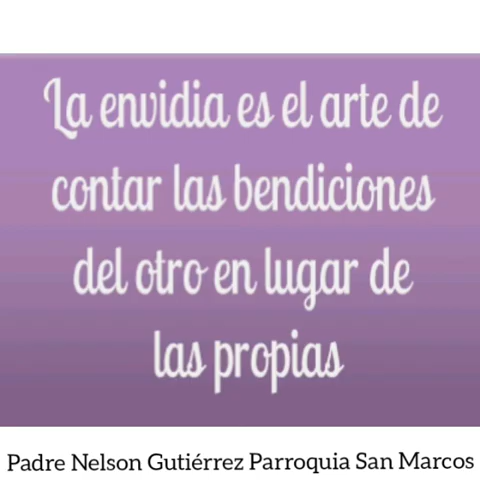 La envidia es el arte de
contar las bendiciones
del otro en lugar de
las propias
Padre Nelson Gutiérrez Parroquia San Marcos